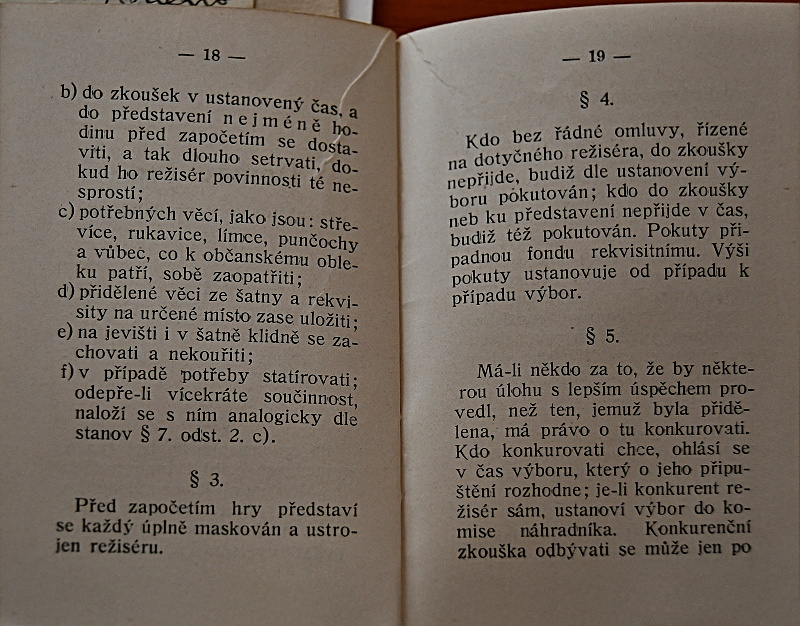 — 18 —
b) do zkoušek v ustanovený čas, a
do představení nejméně ho-
dinu před započetím se dosta-
viti, a tak dlouho setrvati, do-
kud ho režisér povinnosti té ne-
sprostí;
c) potřebných věcí, jako jsou: stře-
více, rukavice, límce, punčochy
a vůbec, co k občanskému oble-
ku patří, sobě zaopatřiti;
d) přidělené věci ze šatny a rekvi-
sity na určené místo zase uložiti;
e) na jevišti i v šatně klidně se za-
chovati a nekouřiti;
f) v případě potřeby statírovati;
odepře-li vícekráte součinnost,
naloží se s ním analogicky dle
stanov § 7. odst. 2. c).
§ 3.
Před započetím hry představí
se každý úplně maskován a ustro-
jen režiséru.
— 19 —
§ 4.
Kdo bez řádné omluvy, řízené
na dotyčného režiséra, do zkoušky
nepřijde, budiž dle ustanovení vý-
boru pokutován; kdo do zkoušky
neb ku představení nepřijde v čas,
budiž též pokutován. Pokuty při-
padnou fondu rekvisitnímu. Výši
pokuty ustanovuje od případu k
případu výbor.
§ 5.
Má-li někdo za to, že by někte-
rou úlohu s lepším úspěchem pro-
vedl, než ten, jemuž byla přidě-
lena, má právo o tu konkurovati.
Kdo konkurovati chce, ohlásí se
v čas výboru, který o jeho připu-
štění rozhodne; je-li konkurent re-
žisér sám, ustanoví výbor do ko-
mise náhradníka. Konkurenční
zkouška odbývati se může jen po